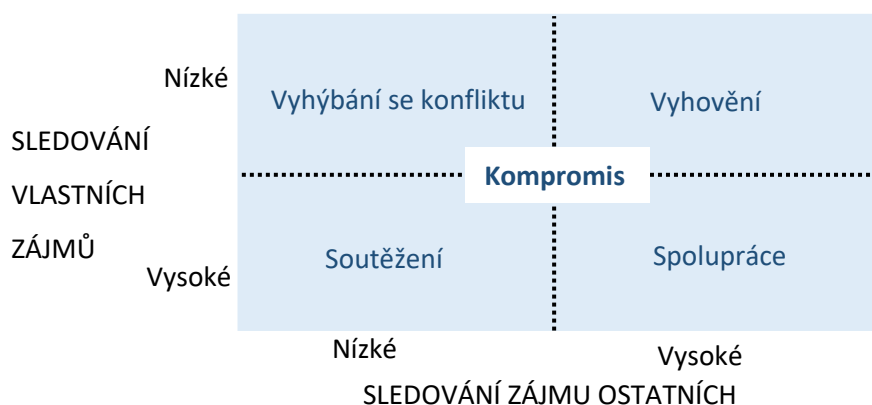 Nízké
Vyhýbání se konfliktu
Vyhovění
SLEDOVÁNÍ
VLASTNÍCH
ZÁJMŮ
Kompromis
Soutěžení
Spolupráce
Vysoké
Nízké
Vysoké
SLEDOVÁNÍ ZÁJMU OSTATNÍCH